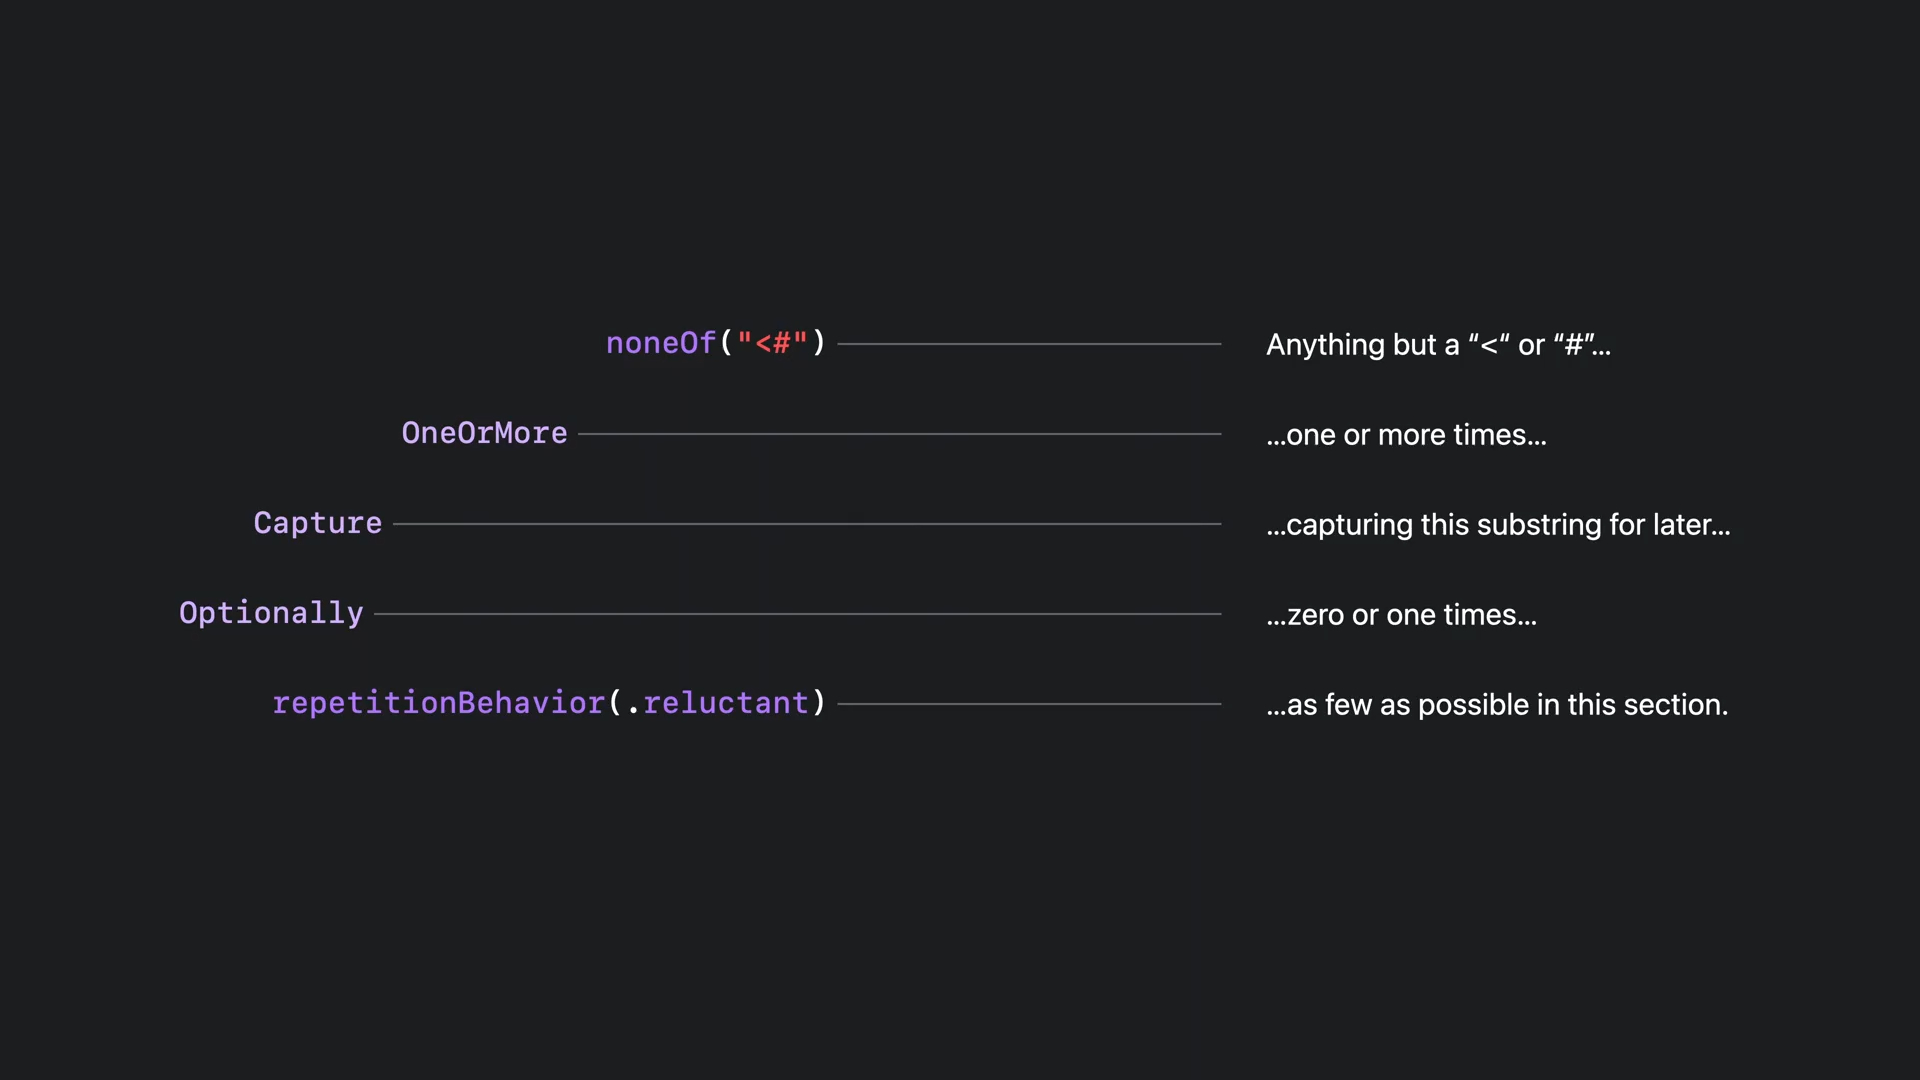 noneOf("<#") Anything but a “<“ or “#”…
OneOrMore …one or more times…
Capture …capturing this substring for later…
Optionally …zero or one times…
repetitionBehavior(.reluctant) …as few as possible in this section.